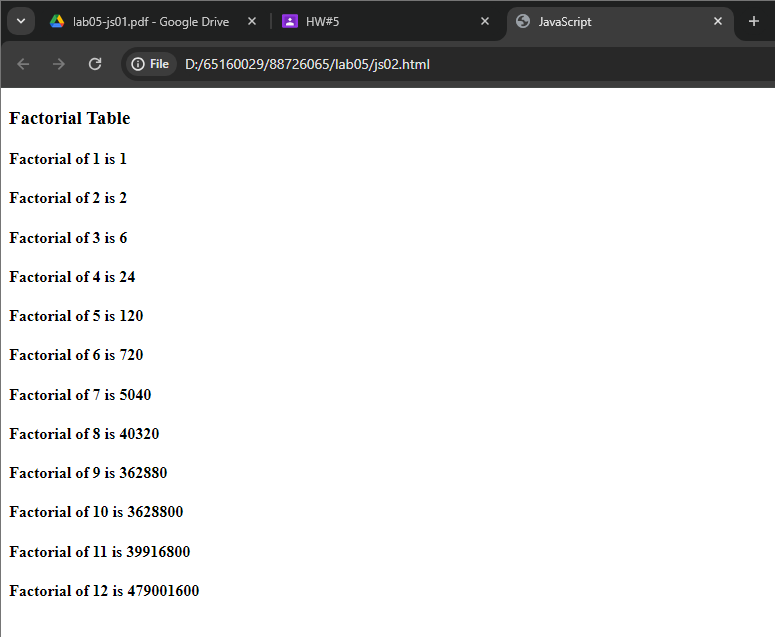 lab05-js01.pdf - Google Drive
HW#5
JavaScript
File D:/65160029/88726065/lab05/js02.html
Factorial Table
Factorial of 1 is 1
Factorial of 2 is 2
Factorial of 3 is 6
Factorial of 4 is 24
Factorial of 5 is 120
Factorial of 6 is 720
Factorial of 7 is 5040
Factorial of 8 is 40320
Factorial of 9 is 362880
Factorial of 10 is 3628800
Factorial of 11 is 39916800
Factorial of 12 is 479001600